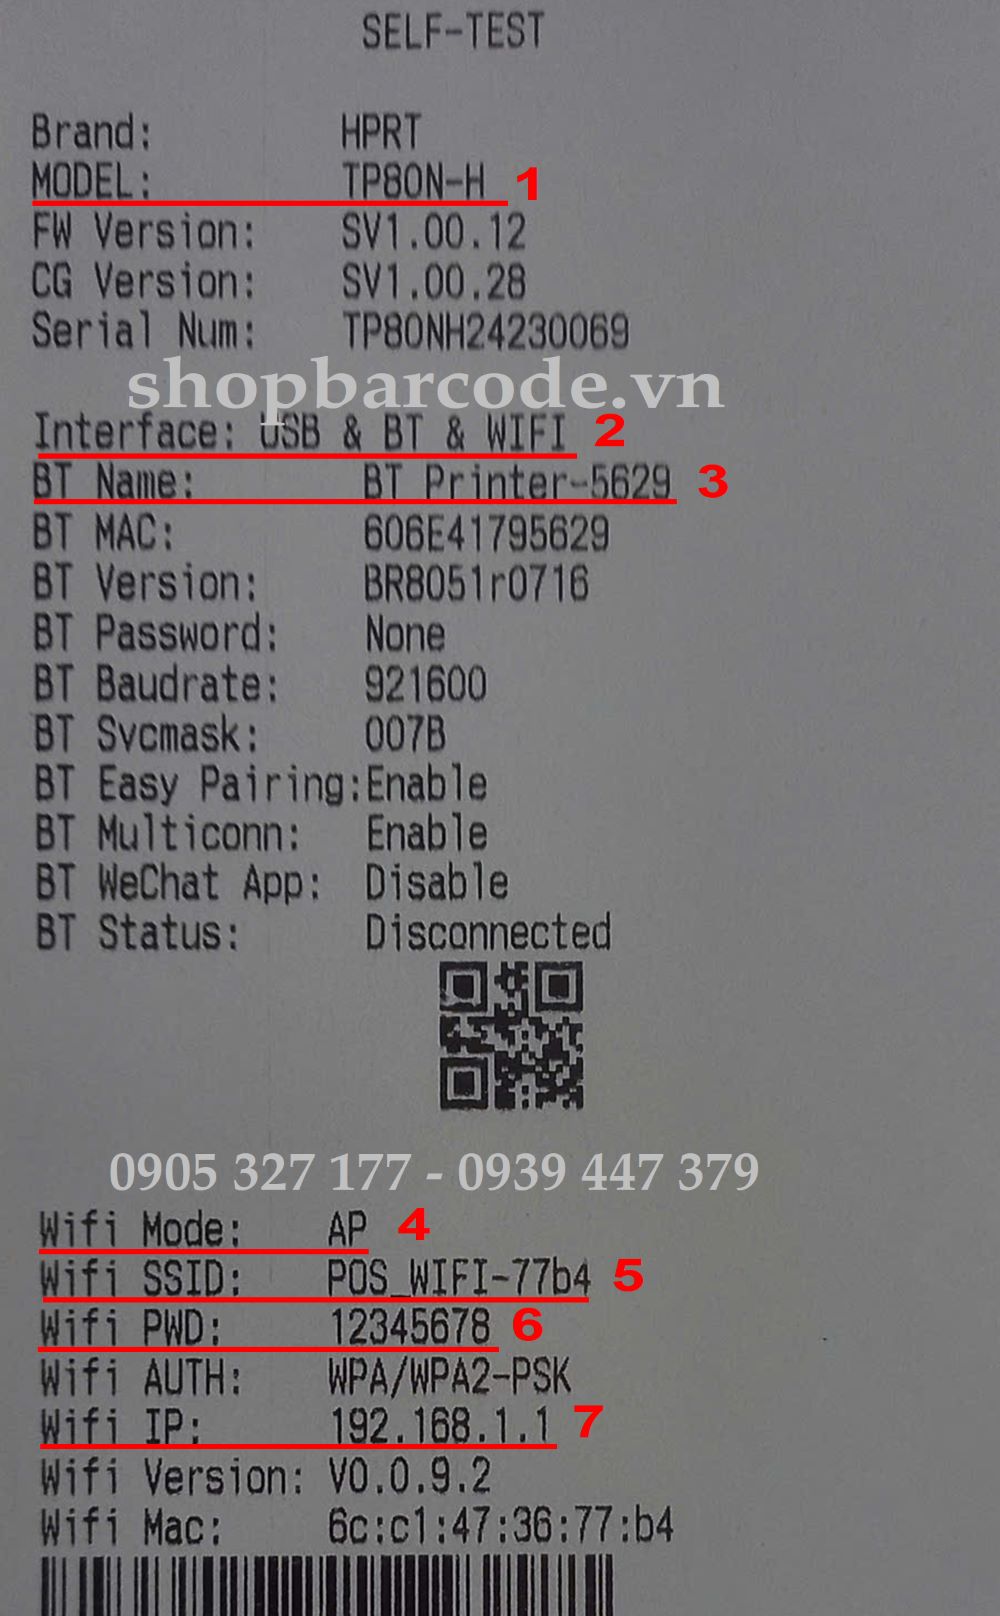 SELF-TEST
Brand: HPRT
MODEL: TP80N-H 1
FW Version: SV1.00.12
CG Version: SV1.00.28
Serial Num: TP80NH24230069
shopbarcode.vn
Interface: USB & BT & WIFI 2
BT Name: BT Printer-5629 3
BT MAC: 606E41795629
BT Version: BR8051r0716
BT Password: None
BT Baudrate: 921600
BT Svcmask: 007B
BT Easy Pairing:Enable
BT Multiconn: Enable
BT WeChat App: Disable
BT Status: Disconnected
0905 327 177 - 0939 447 379
Wifi Mode: AP 4
Wifi SSID: POS_WIFI-77b4 5
Wifi PWD: 12345678 6
Wifi AUTH: WPA/WPA2-PSK
Wifi IP: 192.168.1.1 7
Wifi Version: V0.0.9.2
Wifi Mac: 6c:c1:47:36:77:b4